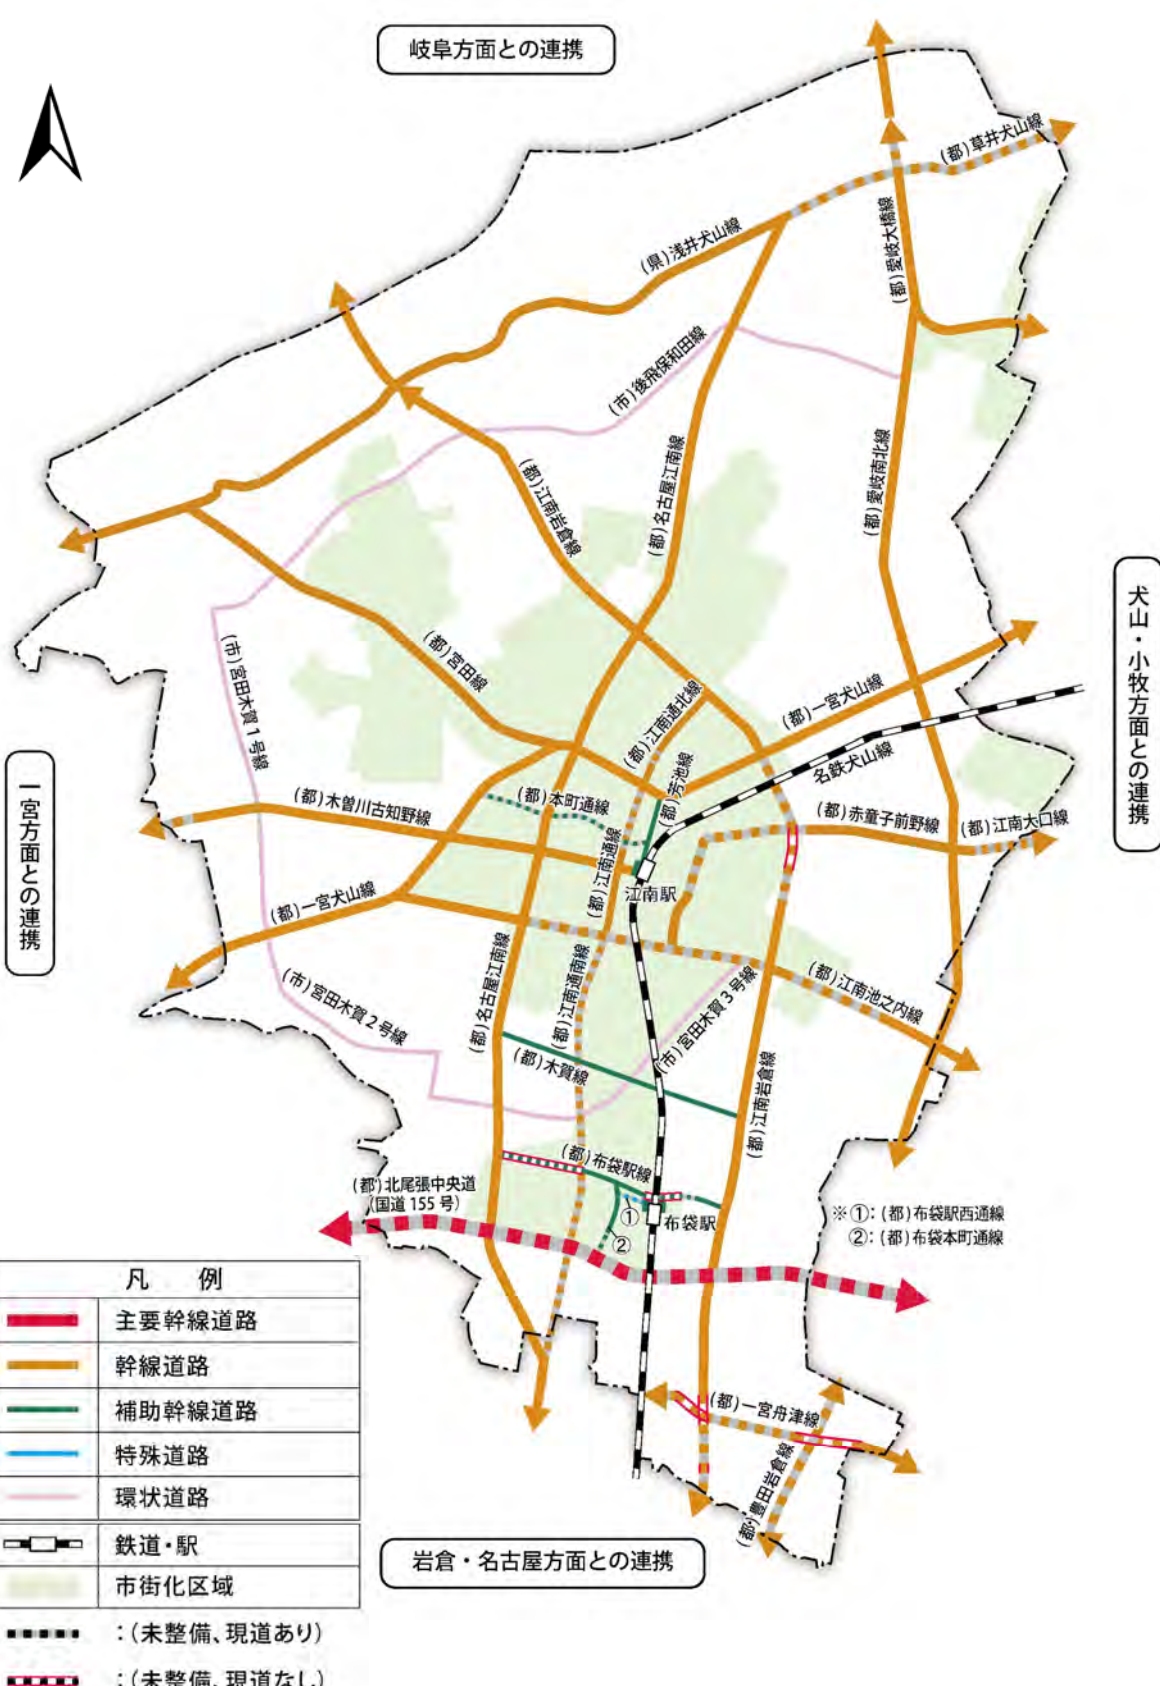 岐阜方面との連携
(都)草井犬山線
(県)浅井犬山線
(都)愛岐大橋線
(市)後飛保和田線
(都)江南岩倉線
(都)名古屋江南線
(都)愛岐南北線
犬山・小牧方面との連携
(市)宮田木賀1号線
(都)宮田線
(都)江南通北線
(都)一宮犬山線
名鉄犬山線
(都)芳池線
一宮方面との連携
(都)木曽川古知野線
(都)本町通線
(都)赤童子前野線
(都)江南大口線
(都)江南通線
江南駅
(都)一宮犬山線
(都)名古屋江南線
(都)江南通南線
(市)宮田木賀2号線
(市)宮田木賀3号線
(都)江南池之内線
(都)木賀線
(都)江南岩倉線
(都)布袋駅線
(都)北尾張中央道
(国道155号)
①
布袋駅
②
※①:(都)布袋駅西通線
②:(都)布袋本町通線
凡 例
主要幹線道路
幹線道路
補助幹線道路
特殊道路
環状道路
鉄道・駅
市街化区域
:(未整備、現道あり)
:(未整備、現道なし)
(都)一宮舟津線
(都)豊田岩倉線
岩倉・名古屋方面との連携